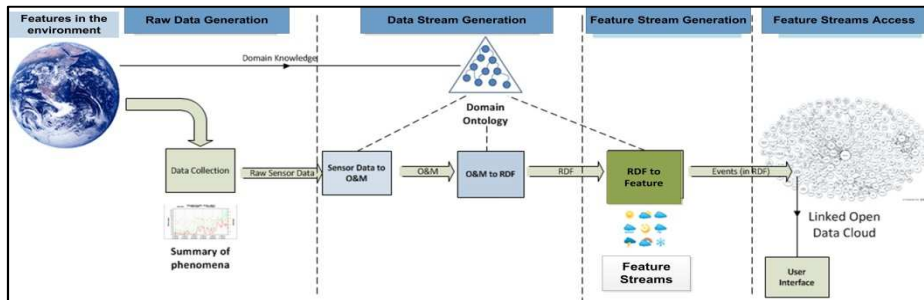 Features in the
environment
Raw Data Generation
Data Stream Generation
Feature Stream Generation
Feature Streams Access
Domain Knowledge
Domain
Ontology
Data Collection
Raw Sensor Data
Sensor Data to
O&M
O&M
O&M to RDF
RDF
RDF to
Feature
Events (in RDF)
Summary of
phenomena
Feature
Streams
Linked Open
Data Cloud
User
Interface